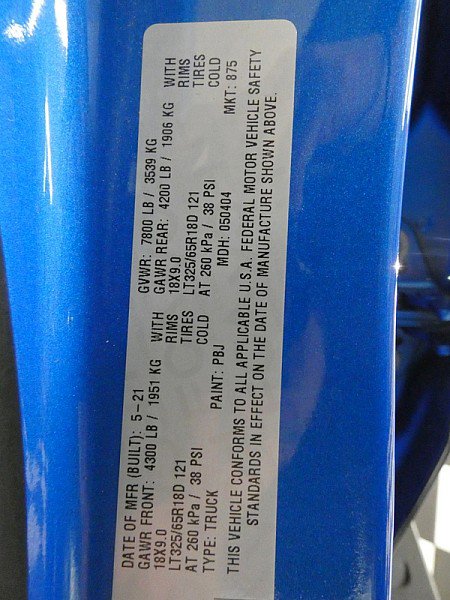 DATE OF MFR (BUILT): 5-21 GVWR: 7800 LB / 3539 KG
GAWR FRONT: 4300 LB / 1951 KG WITH GAWR REAR: 4200 LB / 1906 KG WITH
18X9.0 RIMS 18X9.0 RIMS
LT325/65R18D 121 TIRES LT325/65R18D 121 TIRES
AT 260 kPa / 38 PSI COLD AT 260 kPa / 38 PSI COLD
TYPE: TRUCK PAINT: PBJ MDH: 050404 MKT: 875
THIS VEHICLE CONFORMS TO ALL APPLICABLE U.S.A. FEDERAL MOTOR VEHICLE SAFETY
STANDARDS IN EFFECT ON THE DATE OF MANUFACTURE SHOWN ABOVE.